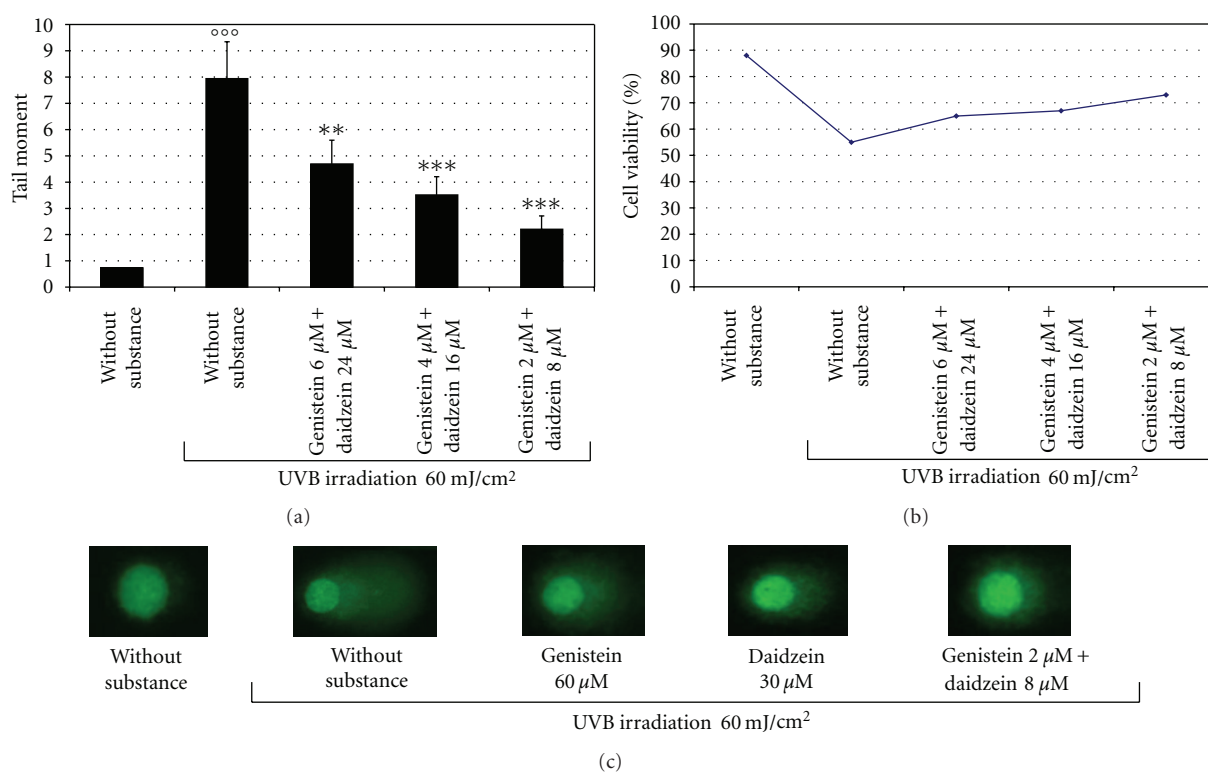 10
9
8
7
6
5
4
3
2
1
0
Tail moment
°°°
**
***
***
Without
substance
Without
substance
Genistein 6 µM +
daidzein 24 µM
Genistein 4 µM +
daidzein 16 µM
Genistein 2 µM +
daidzein 8 µM
UVB irradiation 60 mJ/cm²
(a)
100
90
80
70
60
50
40
30
20
10
0
Cell viability (%)
Without
substance
Without
substance
Genistein 6 µM +
daidzein 24 µM
Genistein 4 µM +
daidzein 16 µM
Genistein 2 µM +
daidzein 8 µM
UVB irradiation 60 mJ/cm²
(b)
Without
substance
Without
substance
Genistein
60 µM
Daidzein
30 µM
Genistein 2 µM +
daidzein 8 µM
UVB irradiation 60 mJ/cm²
(c)